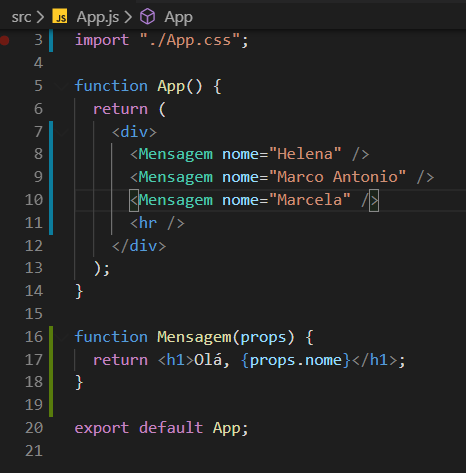 src > JS App.js > App
3 import "./App.css";
4
5 function App() {
6   return (
7     <div>
8       <Mensagem nome="Helena" />
9       <Mensagem nome="Marco Antonio" />
10       <Mensagem nome="Marcela" />
11       <hr />
12     </div>
13   );
14 }
15
16 function Mensagem(props) {
17   return <h1>Olá, {props.nome}</h1>;
18 }
19
20 export default App;
21